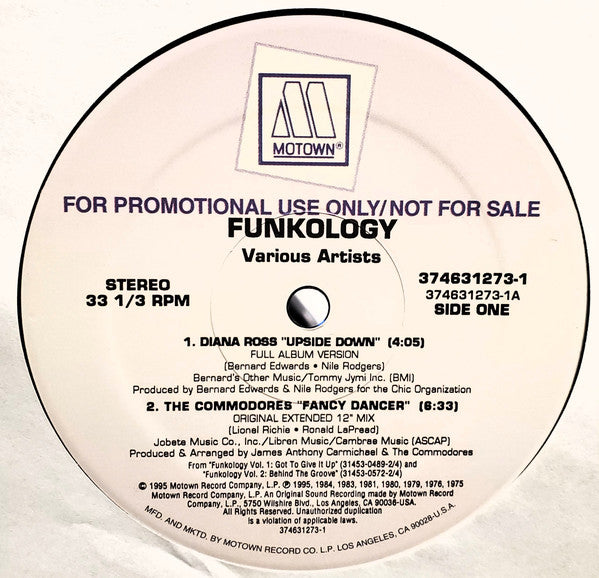 MOTOWN®
FOR PROMOTIONAL USE ONLY/NOT FOR SALE
FUNKOLOGY
Various Artists
STEREO
33 1/3 RPM
374631273-1
374631273-1A
SIDE ONE
1. DIANA ROSS "UPSIDE DOWN" (4:05)
FULL ALBUM VERSION
(Bernard Edwards • Nile Rodgers)
Bernard's Other Music/Tommy Jymi Inc. (BMI)
Produced by Bernard Edwards & Nile Rodgers for the Chic Organization
2. THE COMMODORES "FANCY DANCER" (6:33)
ORIGINAL EXTENDED 12" MIX
(Lionel Richie • Ronald LaPread)
Jobete Music Co., Inc./Libren Music/Cambrae Music (ASCAP)
Produced & Arranged by James Anthony Carmichael & The Commodores
From "Funkology Vol. 1: Got To Give It Up" (31453-0489-2/4) and
"Funkology Vol. 2: Behind The Groove" (31453-0572-2/4)
© 1995 Motown Record Company, L.P. ℗ 1995, 1984, 1983, 1981, 1980, 1979, 1976, 1975
Motown Record Company, L.P. An Original Sound Recording made by Motown Record
Company, L.P., 5750 Wilshire Blvd., Los Angeles, CA 90036-USA.
All Rights Reserved. Unauthorized duplication
is a violation of applicable laws.
374631273-1
MFD. AND MKTD. BY MOTOWN RECORD CO. L.P. LOS ANGELES, CA 90028-U.S.A.